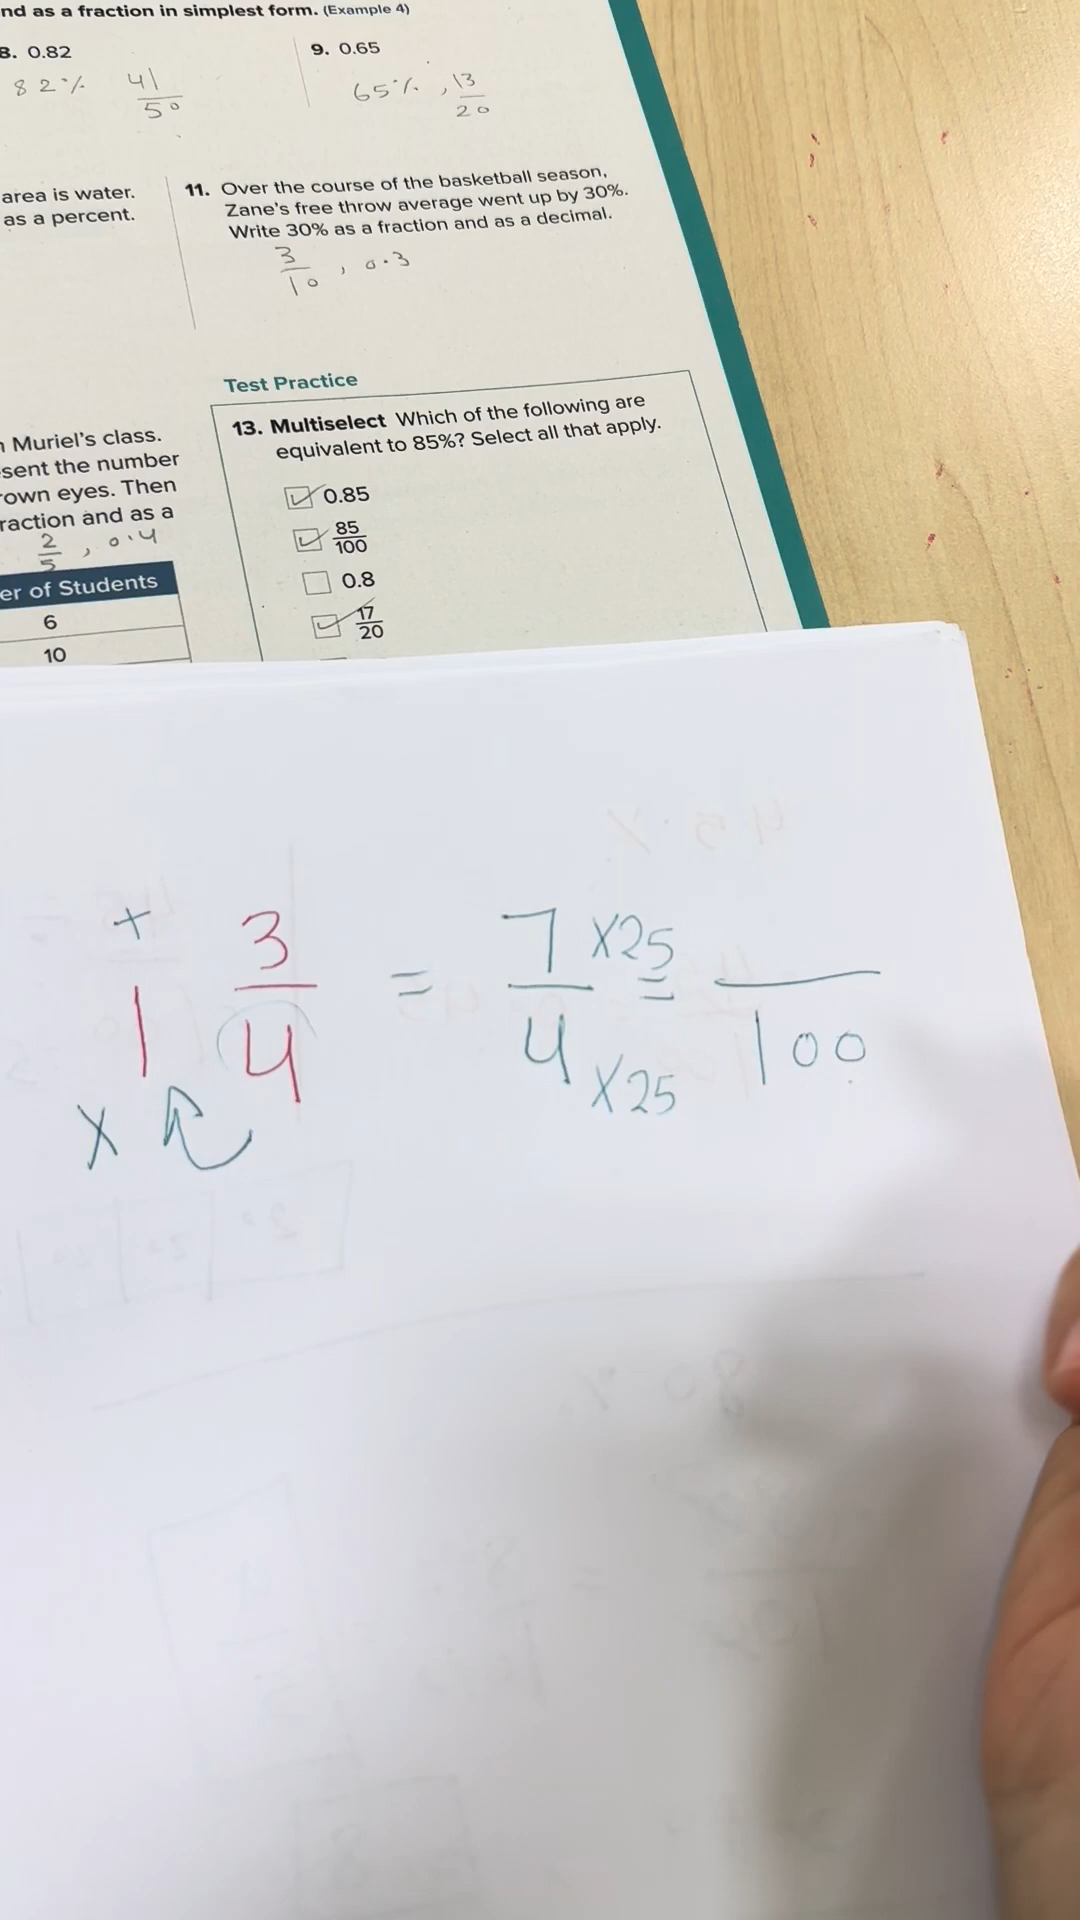 nd as a fraction in simplest form. (Example 4)
8. 0.82
82% 41/50
9. 0.65
65%, 13/20
area is water.
as a percent.
11. Over the course of the basketball season,
Zane's free throw average went up by 30%.
Write 30% as a fraction and as a decimal.
3/10, 0.3
Muriel's class.
sent the number
own eyes. Then
raction and as a
2/5, 0.4
er of Students
6
10
Test Practice
13. Multiselect Which of the following are
equivalent to 85%? Select all that apply.
0.85
85/100
0.8
17/20
+
1 3/4 = 7/4 x25 = /100
x x25